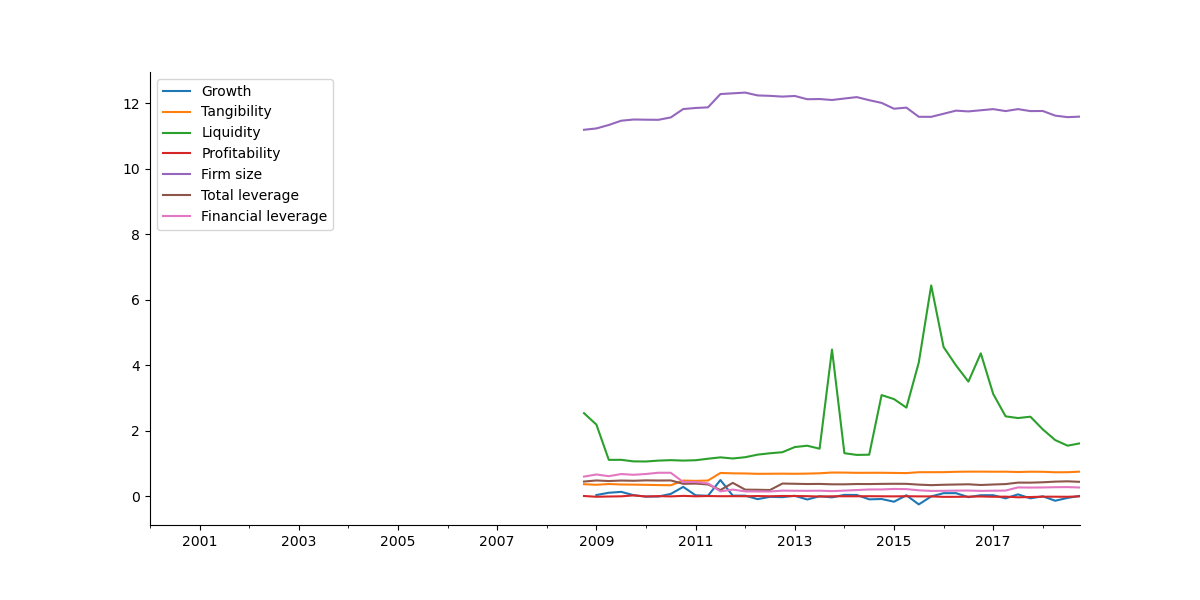 Growth
Tangibility
Liquidity
Profitability
Firm size
Total leverage
Financial leverage
12
10
8
6
4
2
0
2001 2003 2005 2007 2009 2011 2013 2015 2017